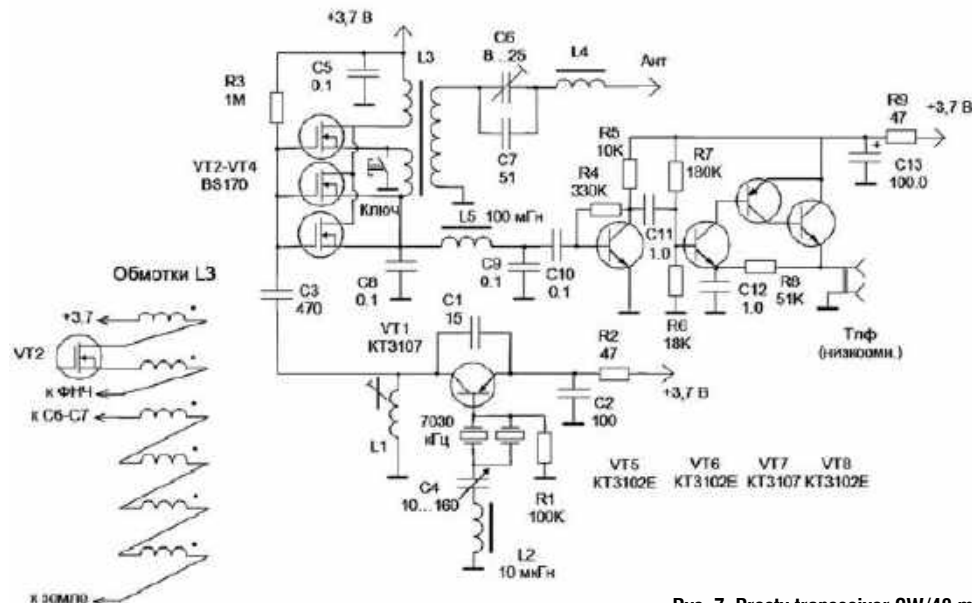 +3,7 В
R3
1M
C5
0.1
L3
C6
8...25
L4
Ант
C7
51
R9
47
+3,7 В
C13
100.0
+
R5
10K
R4
330K
R7
180K
VT2-VT4
BS170
Ключ
L5 100 мГн
C11
1.0
C10
0.1
C9
0.1
C8
0.1
C12
1.0
R8
51K
R6
18K
Тлф
(низкоомн.)
Обмотки L3
+3.7
VT2
к ФНЧ
к С6-С7
к земле
C3
470
VT1
КТ3107
C1
15
R2
47
+3,7 В
C2
100
L1
7030
кГц
C4
10...160
R1
100K
L2
10 мкГн
VT5 VT6 VT7 VT8
КТ3102Е КТ3102Е КТ3107 КТ3102Е